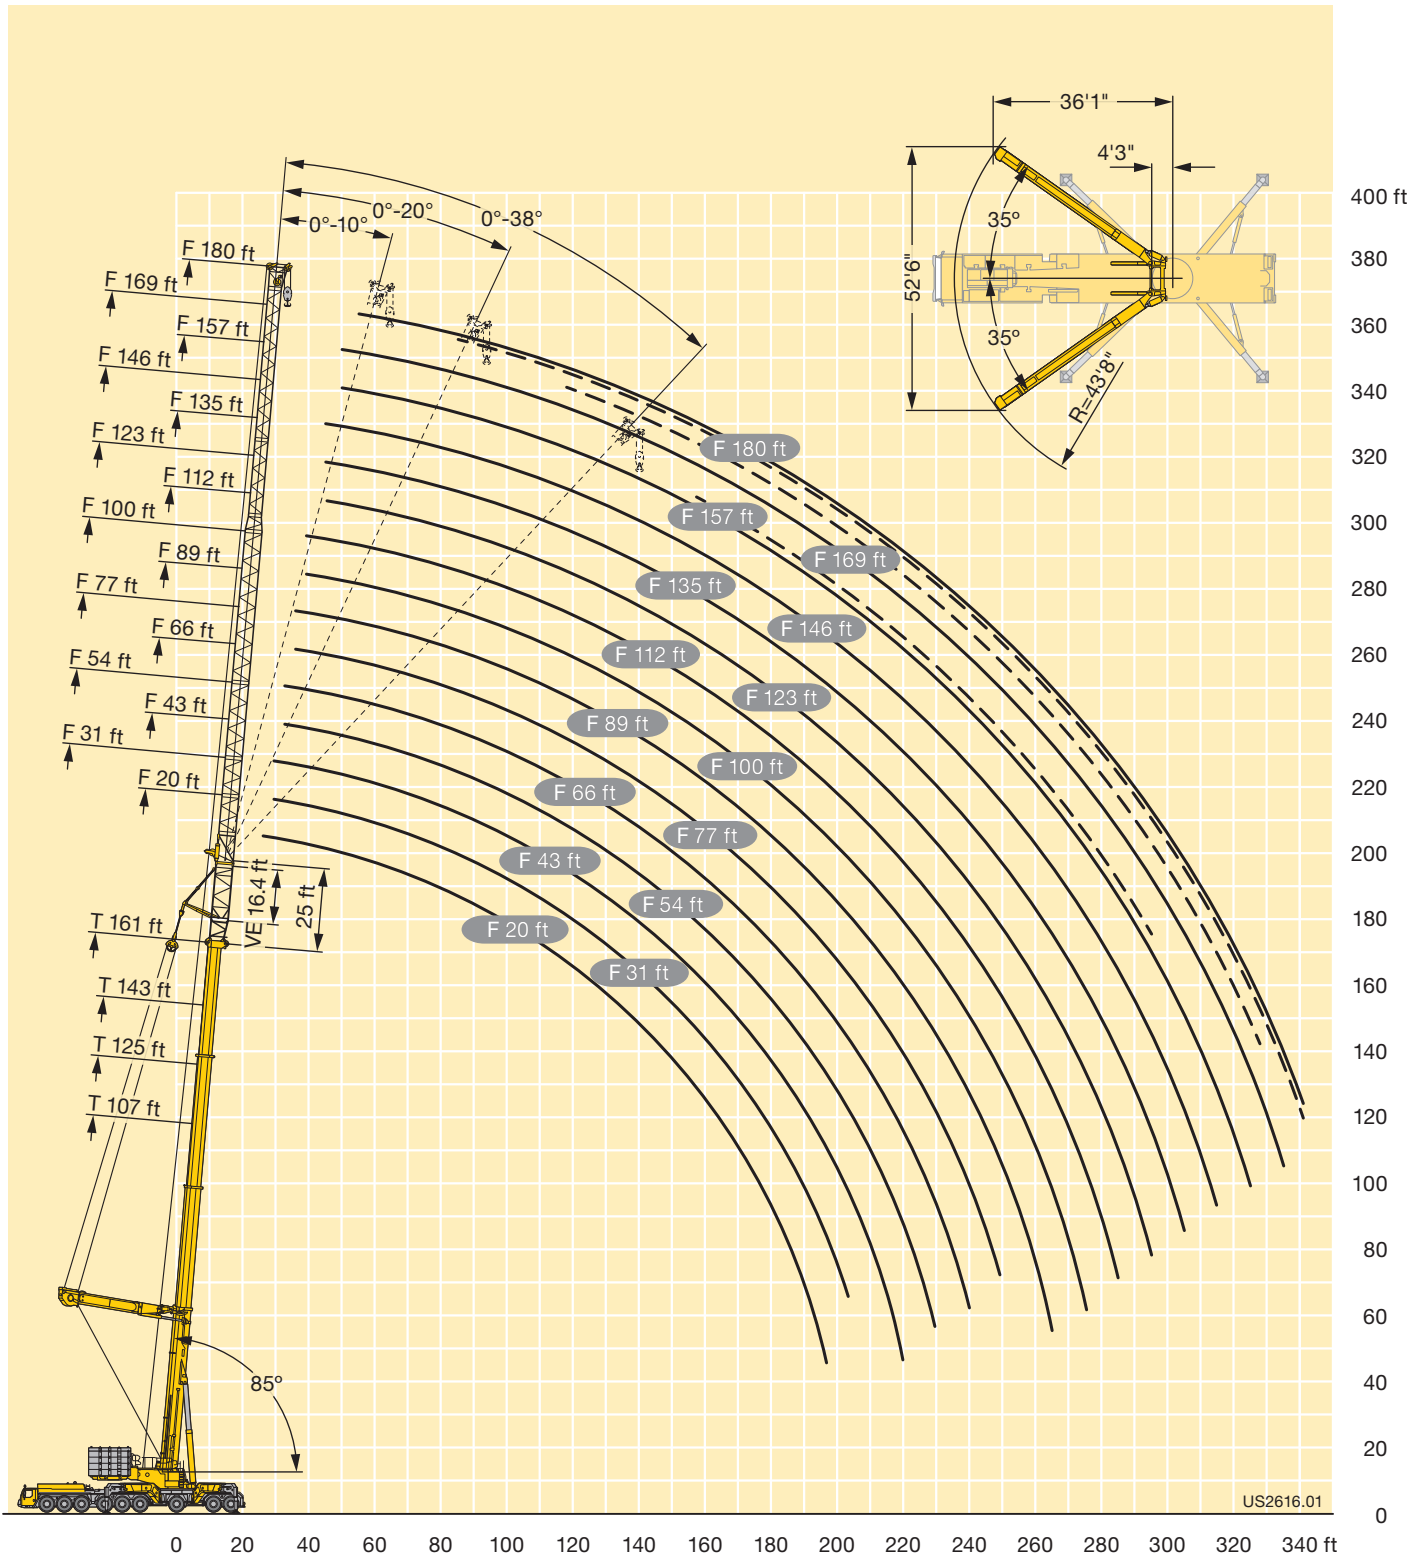 36'1"
4'3"
52'6"
35°
35°
R=43'8"
0°-10°
0°-20°
0°-38°
F 180 ft
F 169 ft
F 157 ft
F 146 ft
F 135 ft
F 123 ft
F 112 ft
F 100 ft
F 89 ft
F 77 ft
F 66 ft
F 54 ft
F 43 ft
F 31 ft
F 20 ft
VE 16.4 ft
25 ft
T 161 ft
T 143 ft
T 125 ft
T 107 ft
85°
F 180 ft
F 157 ft
F 169 ft
F 135 ft
F 146 ft
F 112 ft
F 123 ft
F 89 ft
F 100 ft
F 66 ft
F 77 ft
F 43 ft
F 54 ft
F 20 ft
F 31 ft
400 ft
380
360
340
320
300
280
260
240
220
200
180
160
140
120
100
80
60
40
20
0
US2616.01
0 20 40 60 80 100 120 140 160 180 200 220 240 260 280 300 320 340 ft